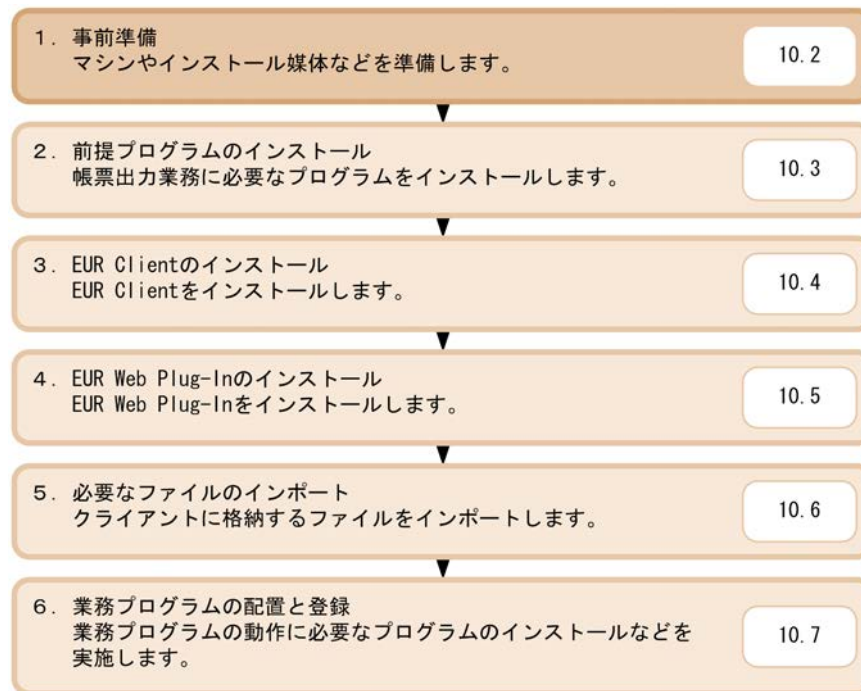 １．事前準備
マシンやインストール媒体などを準備します。
10.2
２．前提プログラムのインストール
帳票出力業務に必要なプログラムをインストールします。
10.3
３．EUR Clientのインストール
EUR Clientをインストールします。
10.4
４．EUR Web Plug-Inのインストール
EUR Web Plug-Inをインストールします。
10.5
５．必要なファイルのインポート
クライアントに格納するファイルをインポートします。
10.6
６．業務プログラムの配置と登録
業務プログラムの動作に必要なプログラムのインストールなどを
実施します。
10.7